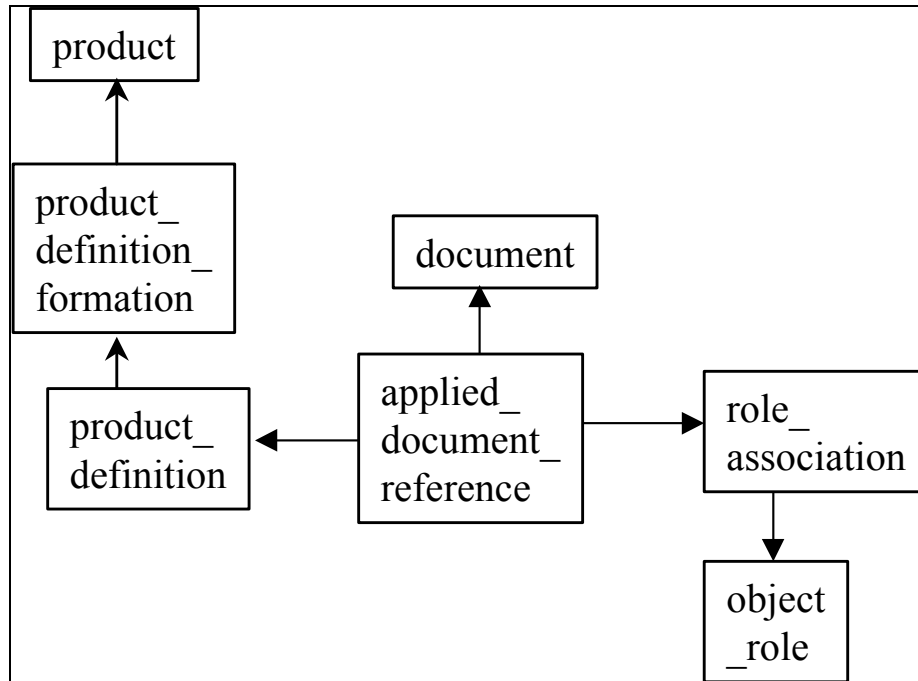 product
product_
definition_
formation
document
product_
definition
applied_
document_
reference
role_
association
object
_role